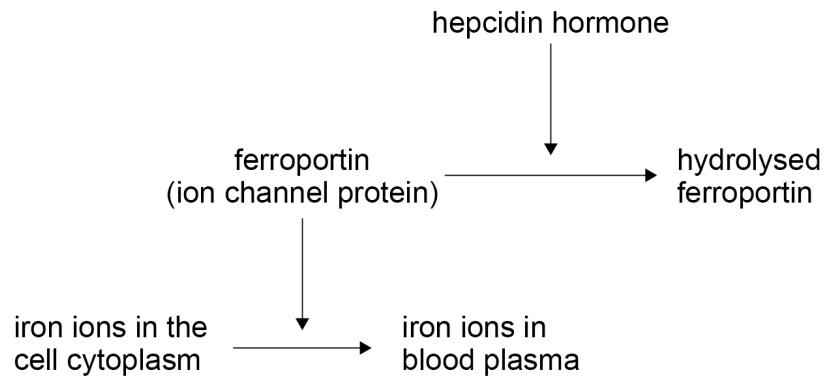 hepcidin hormone
ferroportin
(ion channel protein)
hydrolysed
ferroportin
iron ions in the
cell cytoplasm
iron ions in
blood plasma